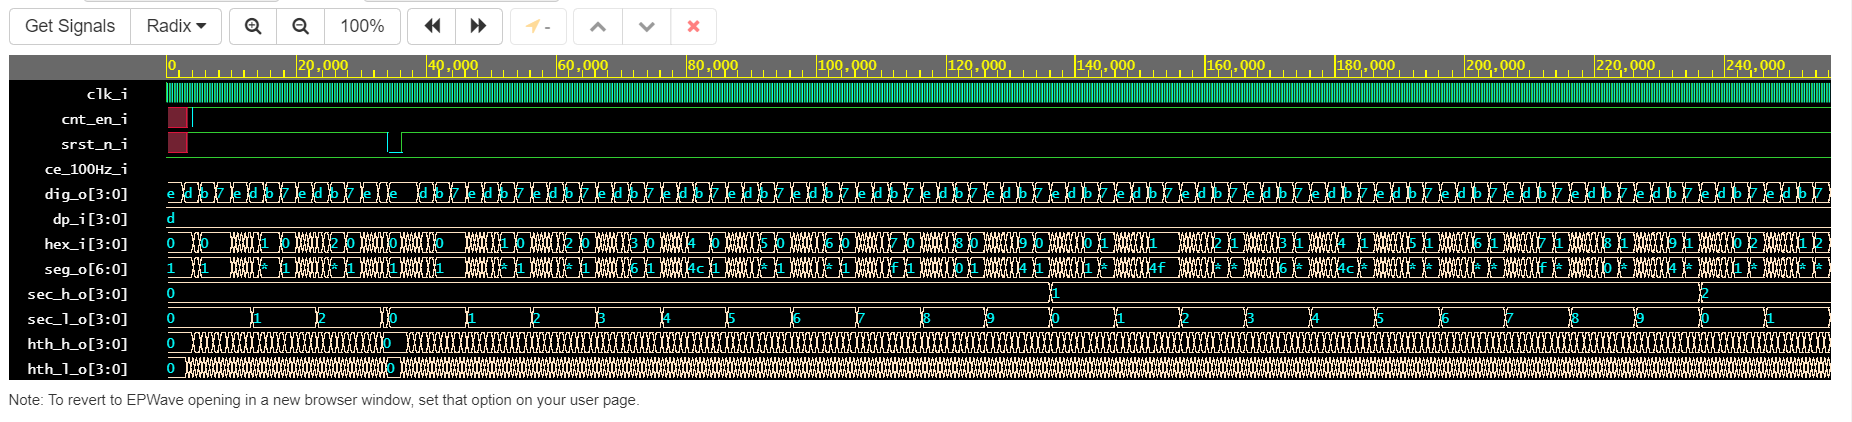 Get Signals Radix 100% -
0 20,000 40,000 60,000 80,000 100,000 120,000 140,000 160,000 180,000 200,000 220,000 240,000
clk_i
cnt_en_i
srst_n_i
ce_100Hz_i
dig_o[3:0] e d b 7 e d b 7 e d b 7 e e d b 7 e d b 7 e d b 7 e d b 7 e d b 7 e d b 7 e d b 7 e d b 7 e d b 7 e d b 7 e d b 7 e d b 7 e d b 7 e d b 7 e d b 7 e d b 7 e d b 7 e d b 7 e d b 7 e d b 7 e d b 7 e d b 7 e d b 7 e d b 7
dp_i[3:0] d
hex_i[3:0] 0 0 1 0 2 0 0 0 1 0 2 0 3 0 4 0 5 0 6 0 7 0 8 0 9 0 0 1 1 2 1 3 1 4 1 5 1 6 1 7 1 8 1 9 1 0 2 1 2
seg_o[6:0] 1 1 * 1 * 1 1 1 * 1 * 1 6 1 4c 1 * 1 * 1 f 1 0 1 4 1 1 * 4f * * 6 * 4c * * * * * f * 0 * 4 * 1 * * *
sec_h_o[3:0] 0 1 2
sec_l_o[3:0] 0 1 2 0 1 2 3 4 5 6 7 8 9 0 1 2 3 4 5 6 7 8 9 0 1
hth_h_o[3:0] 0 0
hth_l_o[3:0] 0 0
Note: To revert to EPWave opening in a new browser window, set that option on your user page.